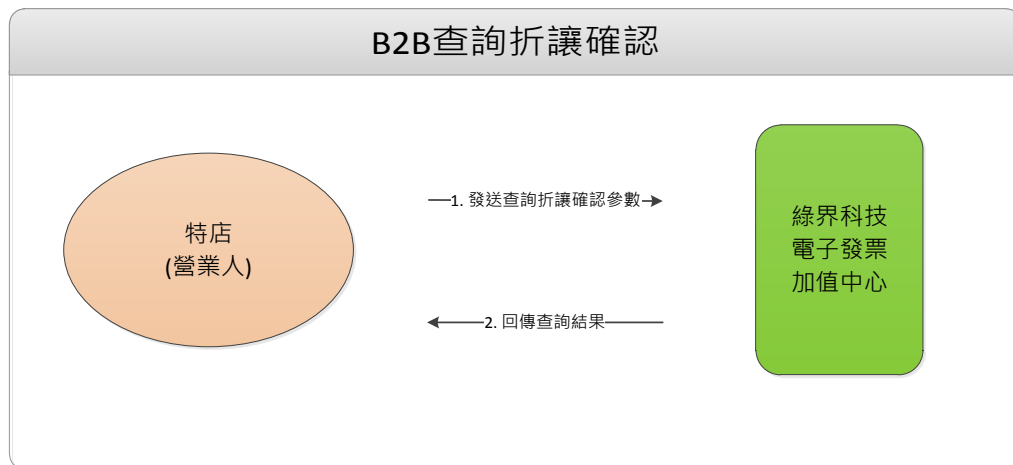 B2B查詢折讓確認
1. 發送查詢折讓確認參數
特店
(營業人)
綠界科技
電子發票
加值中心
2. 回傳查詢結果